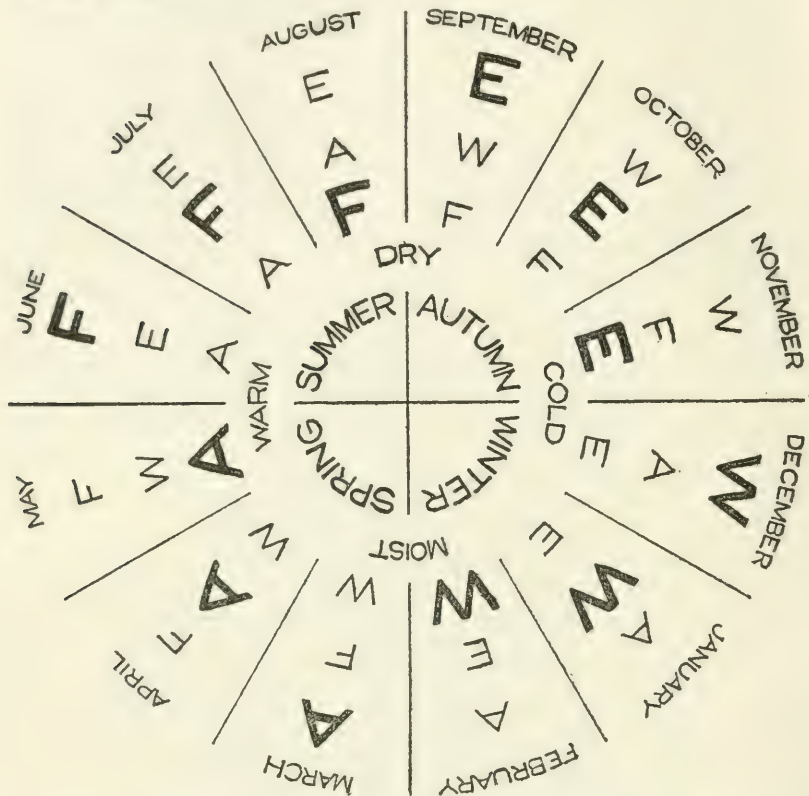 SEPTEMBER
E
W
F
OCTOBER
W
E
F
NOVEMBER
W
F
E
DECEMBER
W
A
E
JANUARY
A
W
E
FEBRUARY
A
E
W
MARCH
A
F
W
APRIL
F
A
W
MAY
F
W
A
JUNE
F
E
A
JULY
E
F
A
AUGUST
E
A
F
DRY
COLD
MOIST
WARM
SUMMER
AUTUMN
WINTER
SPRING